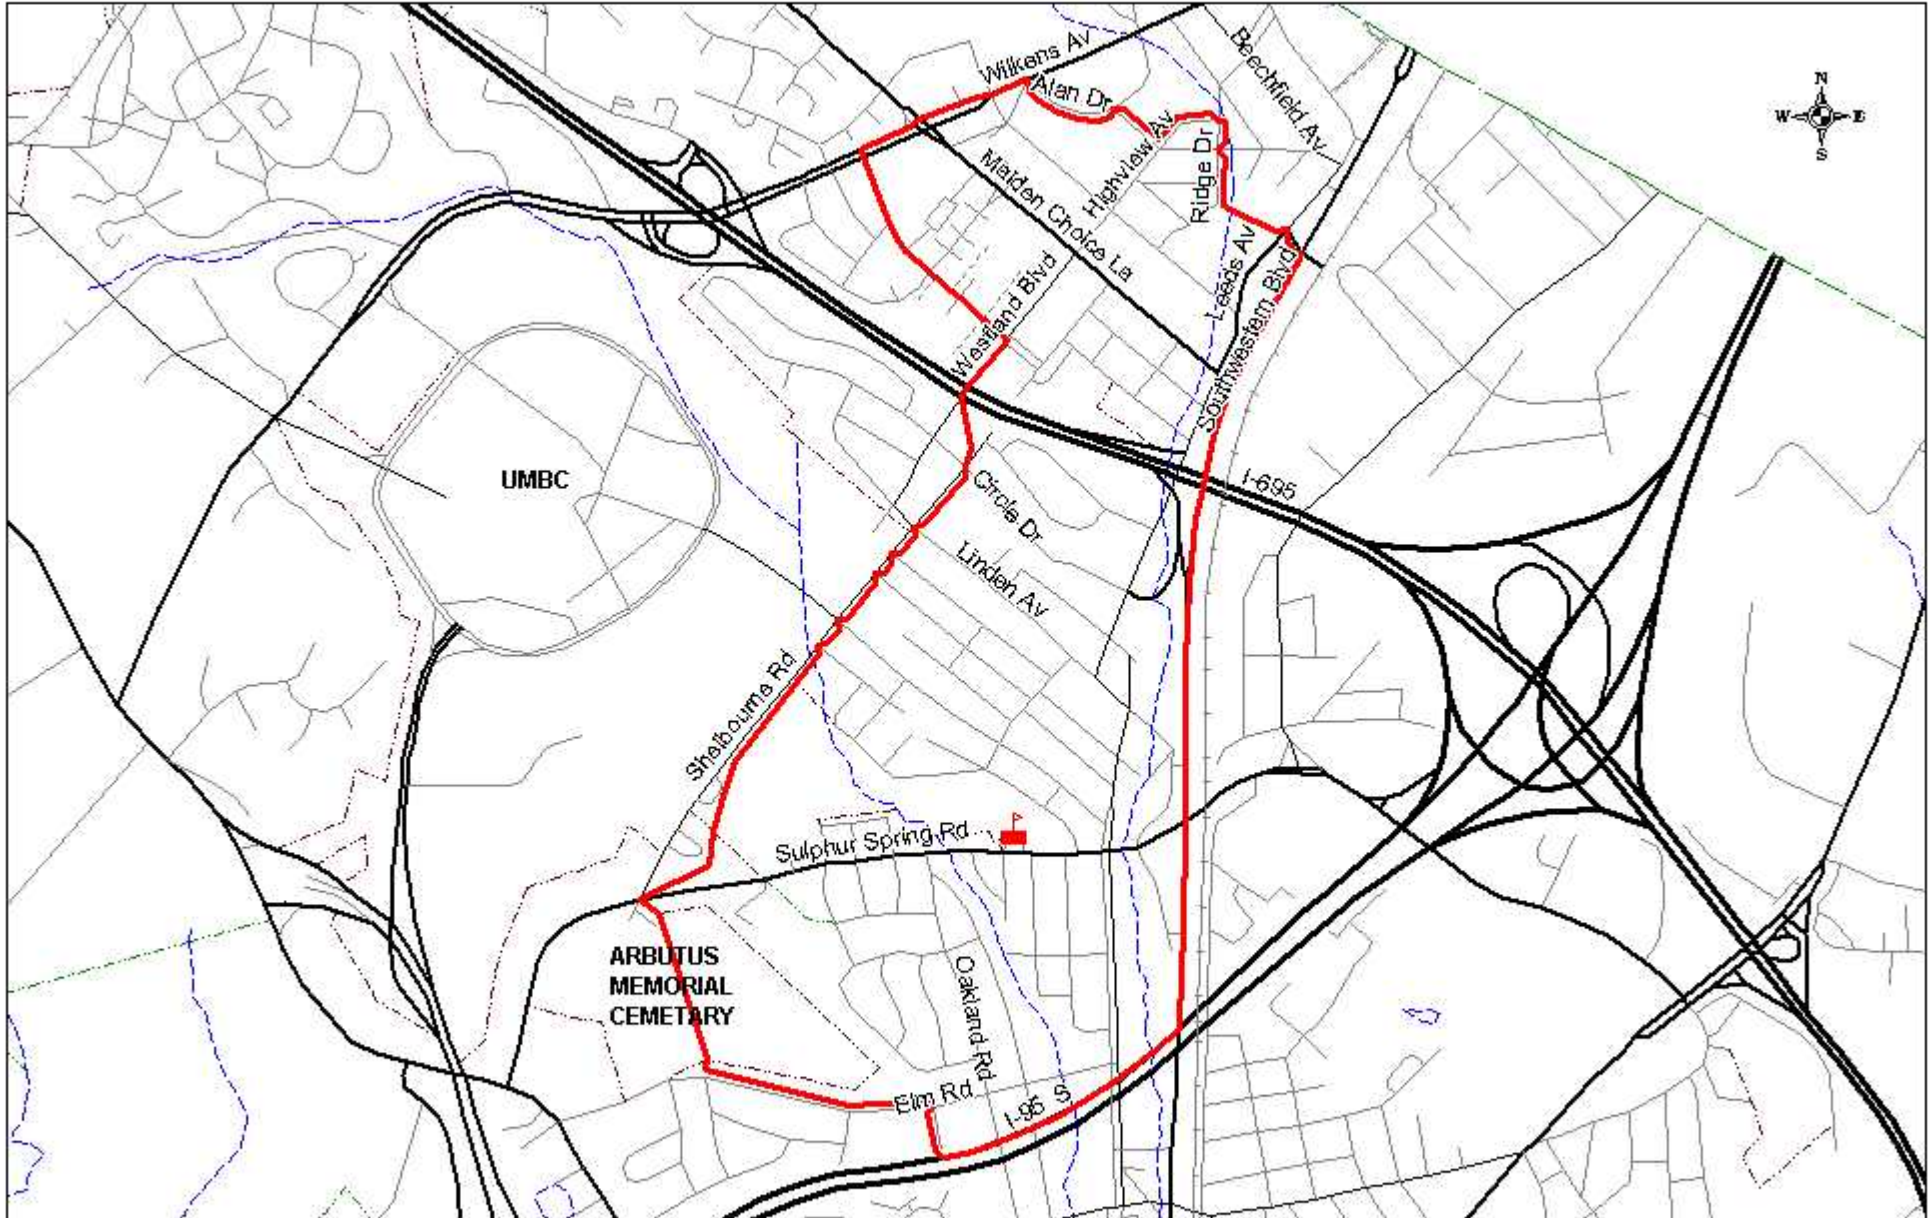 Wilkens Av
Beechfield Av
Alan Dr
N
W E
S
Highview Av
Ridge Dr
Maiden Choice La
Leeds Av
Westland Blvd
Southwestern Blvd
I-695
UMBC
Circle Dr
Linden Av
Shelbourne Rd
Sulphur Spring Rd
ARBUTUS
MEMORIAL
CEMETARY
Oakland Rd
Elm Rd
I-95 S